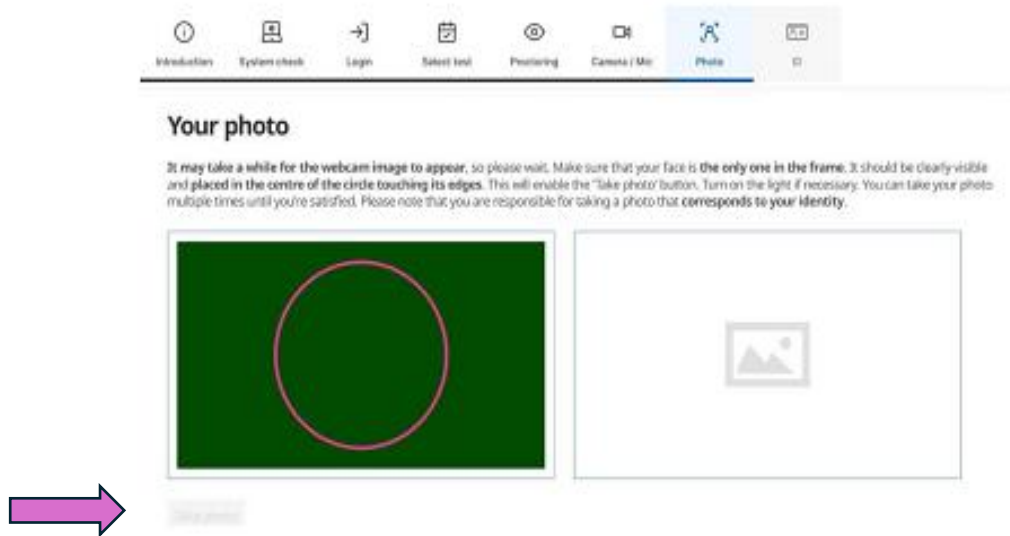 Introduction System check Login Select test Proctoring Camera / Mic Photo ID
Your photo
It may take a while for the webcam image to appear, so please wait. Make sure that your face is the only one in the frame. It should be clearly visible
and placed in the centre of the circle touching its edges. This will enable the 'Take photo' button. Turn on the light if necessary. You can take your photo
multiple times until you're satisfied. Please note that you are responsible for taking a photo that corresponds to your identity.